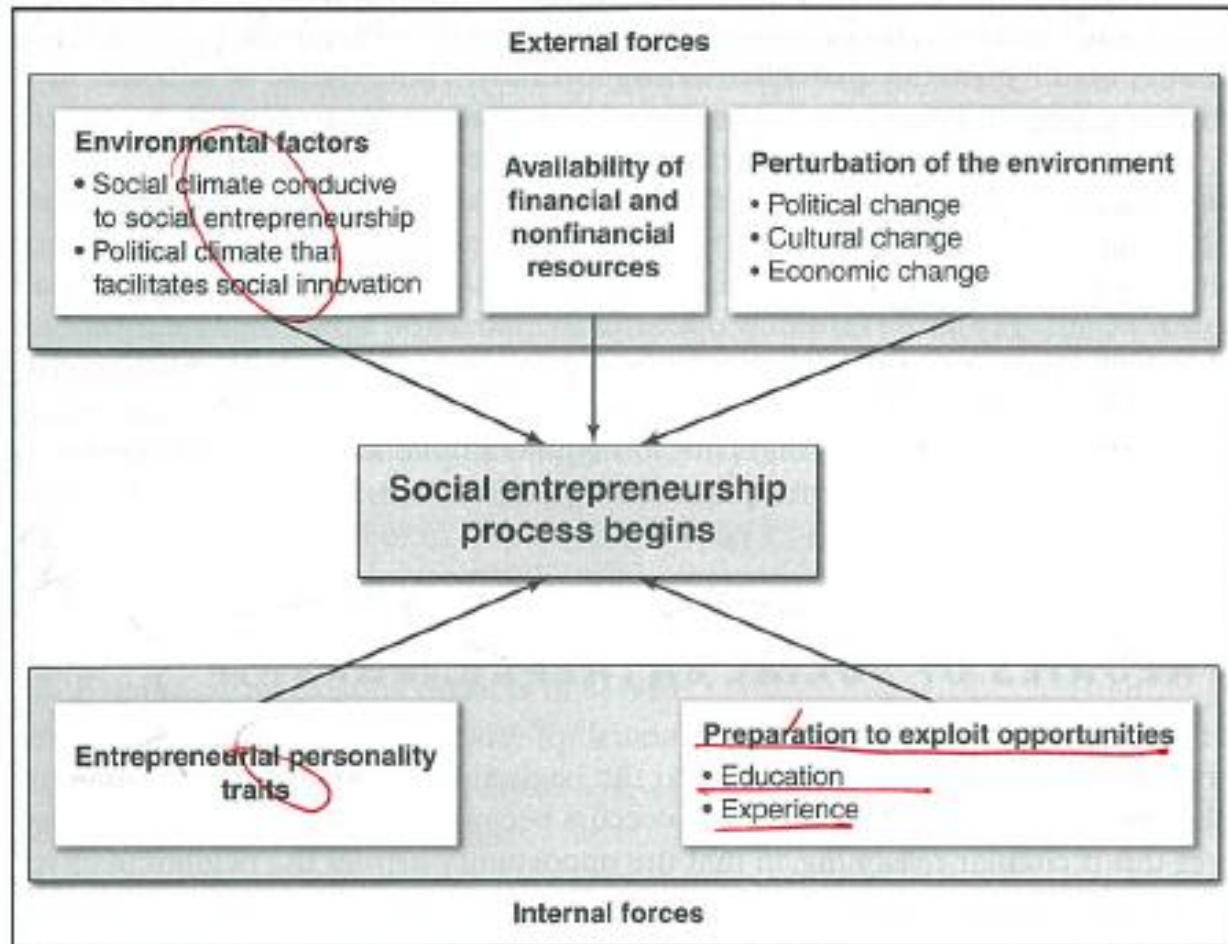 External forces
Environmental factors
• Social climate conducive
to social entrepreneurship
• Political climate that
facilitates social innovation
Availability of
financial and
nonfinancial
resources
Perturbation of the environment
• Political change
• Cultural change
• Economic change
Social entrepreneurship
process begins
Entrepreneurial personality
traits
Preparation to exploit opportunities
• Education
• Experience
Internal forces